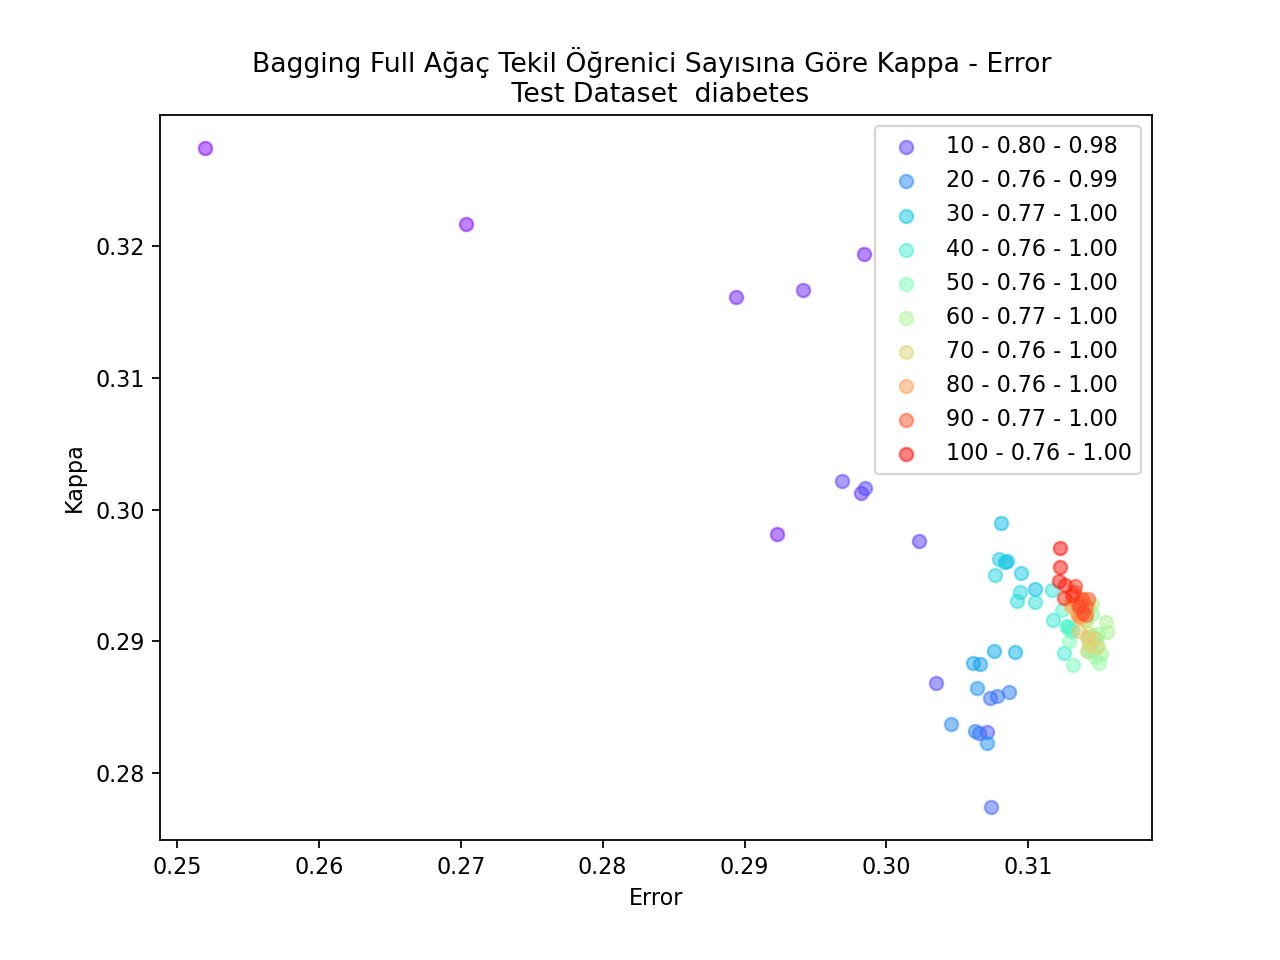 Bagging Full Ağaç Tekil Öğrenici Sayısına Göre Kappa - Error
Test Dataset  diabetes
10 - 0.80 - 0.98
20 - 0.76 - 0.99
30 - 0.77 - 1.00
40 - 0.76 - 1.00
50 - 0.76 - 1.00
60 - 0.77 - 1.00
70 - 0.76 - 1.00
80 - 0.76 - 1.00
90 - 0.77 - 1.00
100 - 0.76 - 1.00
Kappa
0.32
0.31
0.30
0.29
0.28
0.25 0.26 0.27 0.28 0.29 0.30 0.31
Error